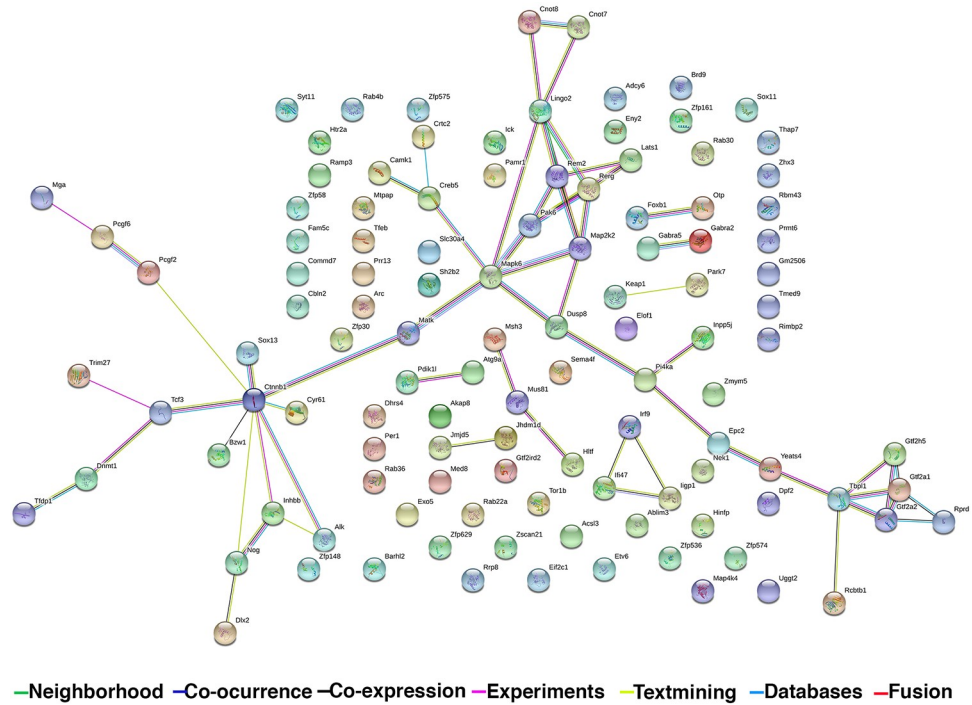 Cnot8
Cnot7
Brd9
Adcy6
Lingo2
Syt11
Rab4b
Zfp575
Zfp161
Sox11
Crtc2
Eny2
Htr2a
Ick
Rab30
Thap7
Lats1
Camk1
Rem2
Ramp3
Pamr1
Rerg
Zhx3
Mga
Creb5
Zfp58
Mtpap
Foxb1
Otp
Rbm43
Pcgf6
Pak6
Fam5c
Tfeb
Slc30a4
Map2k2
Gabra5
Gabra2
Prmt6
Pcgf2
Commd7
Prr13
Sh2b2
Mapk6
Keap1
Park7
Gm2506
Cbln2
Arc
Tmed9
Zfp30
Matk
Dusp8
Elof1
Inpp5j
Rimbp2
Sox13
Msh3
Trim27
Pdik1l
Atg9a
Sema4f
Pi4ka
Ctnnb1
Zmym5
Mus81
Tcf3
Cyr61
Dhrs4
Akap8
Irf9
Epc2
Bzw1
Per1
Jmjd5
Jhdm1d
Gtf2h5
Dnmt1
Rab36
Med8
Gtf2ird2
Hltf
Nek1
Yeats4
Gtf2a1
Ifi47
Iigp1
Tbpl1
Tfdp1
Inhbb
Exo5
Rab22a
Tor1b
Dpf2
Gtf2a2
Rprd
Alk
Acsl3
Ablim3
Hinfp
Nog
Zfp148
Barhl2
Zfp629
Zscan21
Etv6
Zfp536
Zfp574
Rrp8
Eif2c1
Map4k4
Uggt2
Rcbtb1
Dlx2
Neighborhood Co-ocurrence Co-expression Experiments Textmining Databases Fusion